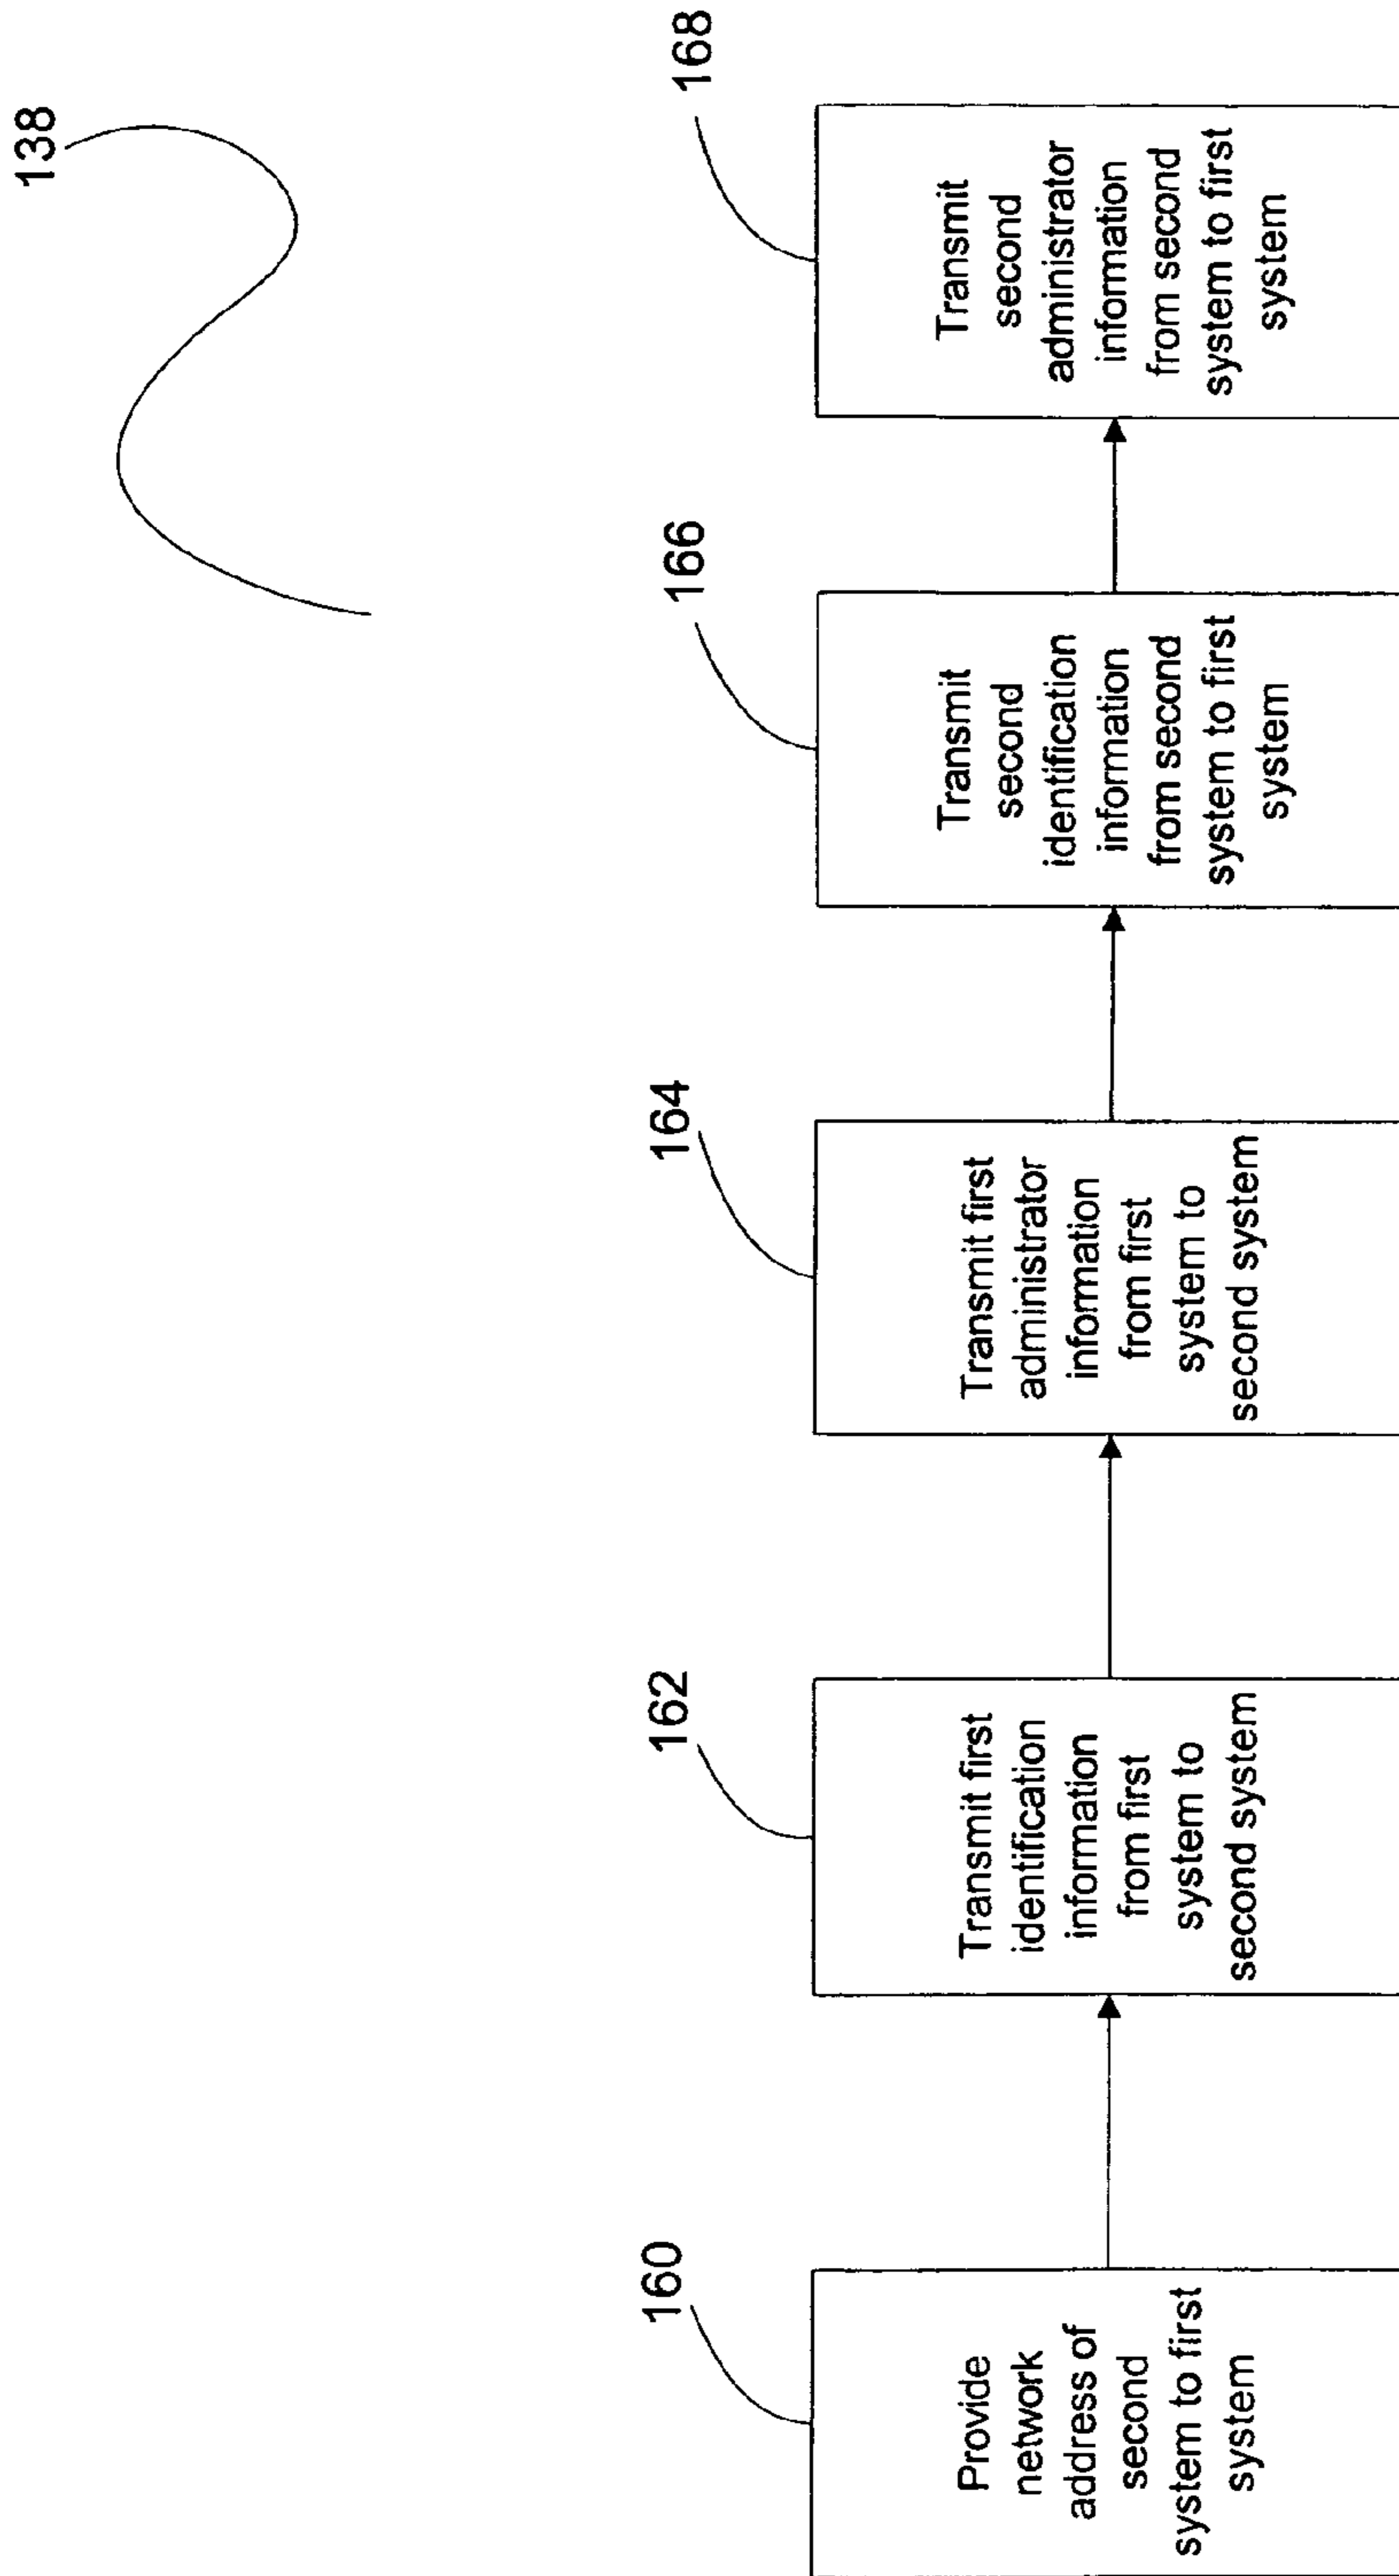 138
160
Provide
network
address of
second
system to first
system
162
Transmit first
identification
information
from first
system to
second system
164
Transmit first
administrator
information
from first
system to
second system
166
Transmit
second
identification
information
from second
system to first
system
168
Transmit
second
administrator
information
from second
system to first
system